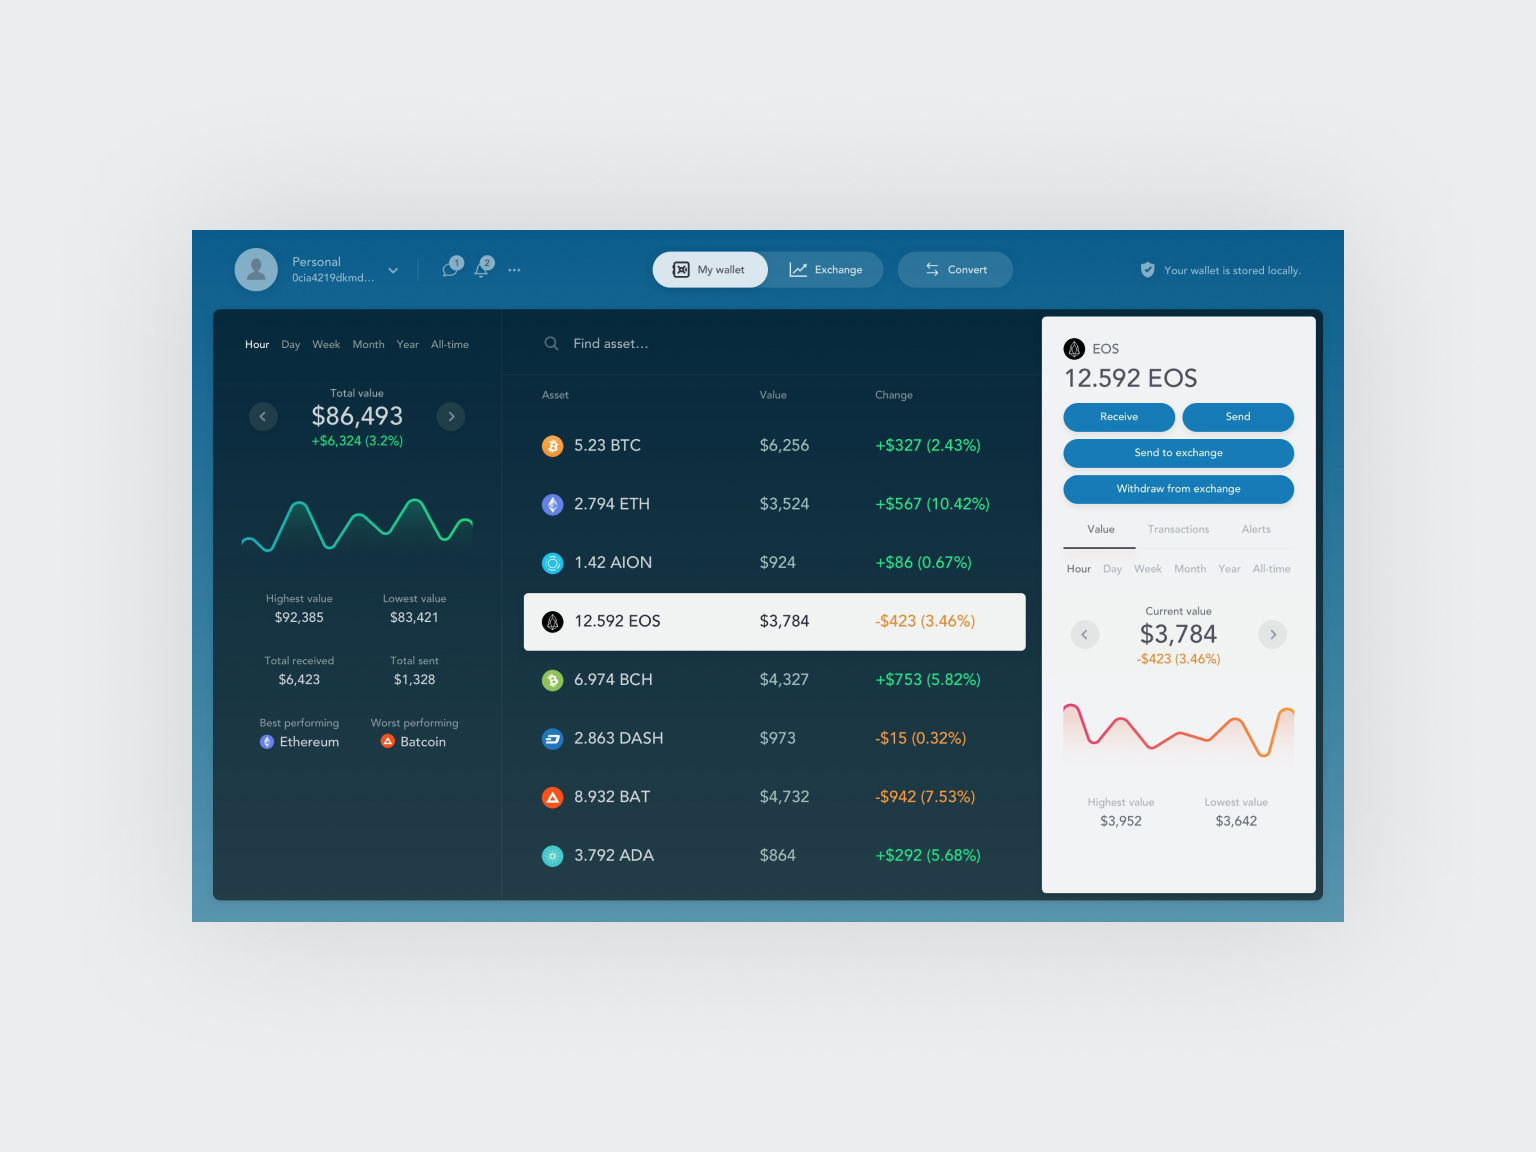 Personal
0cia4219dkmd...
1
2
My wallet
Exchange
Convert
Your wallet is stored locally.
Hour Day Week Month Year All-time
Total value
$86,493
+$6,324 (3.2%)
Highest value Lowest value
$92,385 $83,421
Total received Total sent
$6,423 $1,328
Best performing Worst performing
Ethereum Batcoin
Find asset...
Asset Value Change
5.23 BTC $6,256 +$327 (2.43%)
2.794 ETH $3,524 +$567 (10.42%)
1.42 AION $924 +$86 (0.67%)
12.592 EOS $3,784 -$423 (3.46%)
6.974 BCH $4,327 +$753 (5.82%)
2.863 DASH $973 -$15 (0.32%)
8.932 BAT $4,732 -$942 (7.53%)
3.792 ADA $864 +$292 (5.68%)
EOS
12.592 EOS
Receive Send
Send to exchange
Withdraw from exchange
Value Transactions Alerts
Hour Day Week Month Year All-time
Current value
$3,784
-$423 (3.46%)
Highest value Lowest value
$3,952 $3,642